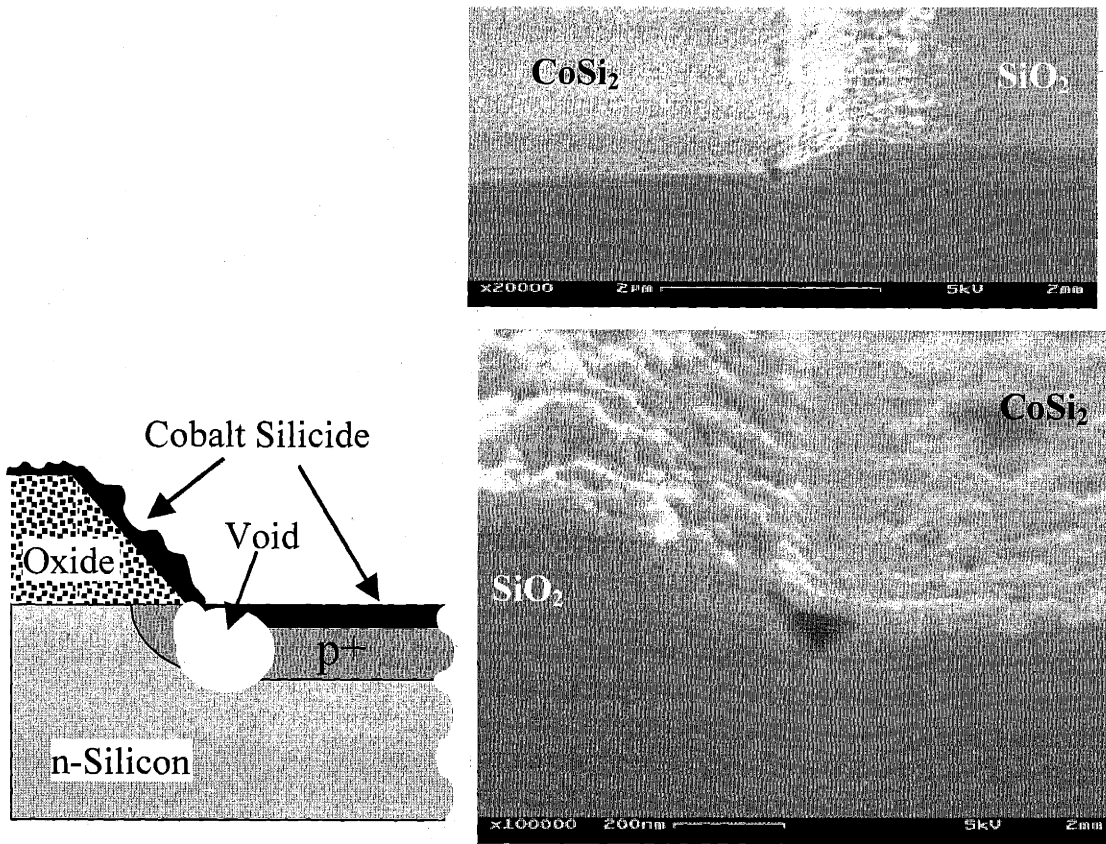 CoSi₂
SiO₂
x20000 2µm 5kV 2mm
Cobalt Silicide
Void
Oxide
p+
n-Silicon
CoSi₂
SiO₂
x100000 200nm 5kV 2mm